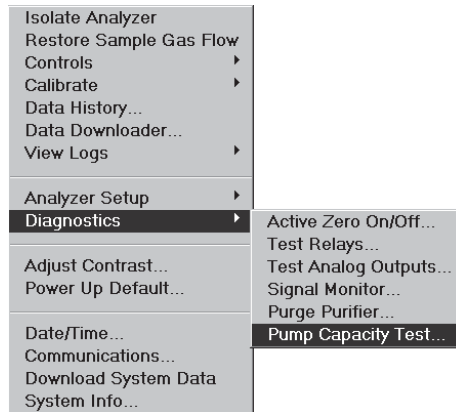 Isolate Analyzer
Restore Sample Gas Flow
Controls
Calibrate
Data History...
Data Downloader...
View Logs
Analyzer Setup
Diagnostics
Adjust Contrast...
Power Up Default...
Date/Time...
Communications...
Download System Data
System Info...
Active Zero On/Off...
Test Relays...
Test Analog Outputs...
Signal Monitor...
Purge Purifier...
Pump Capacity Test...